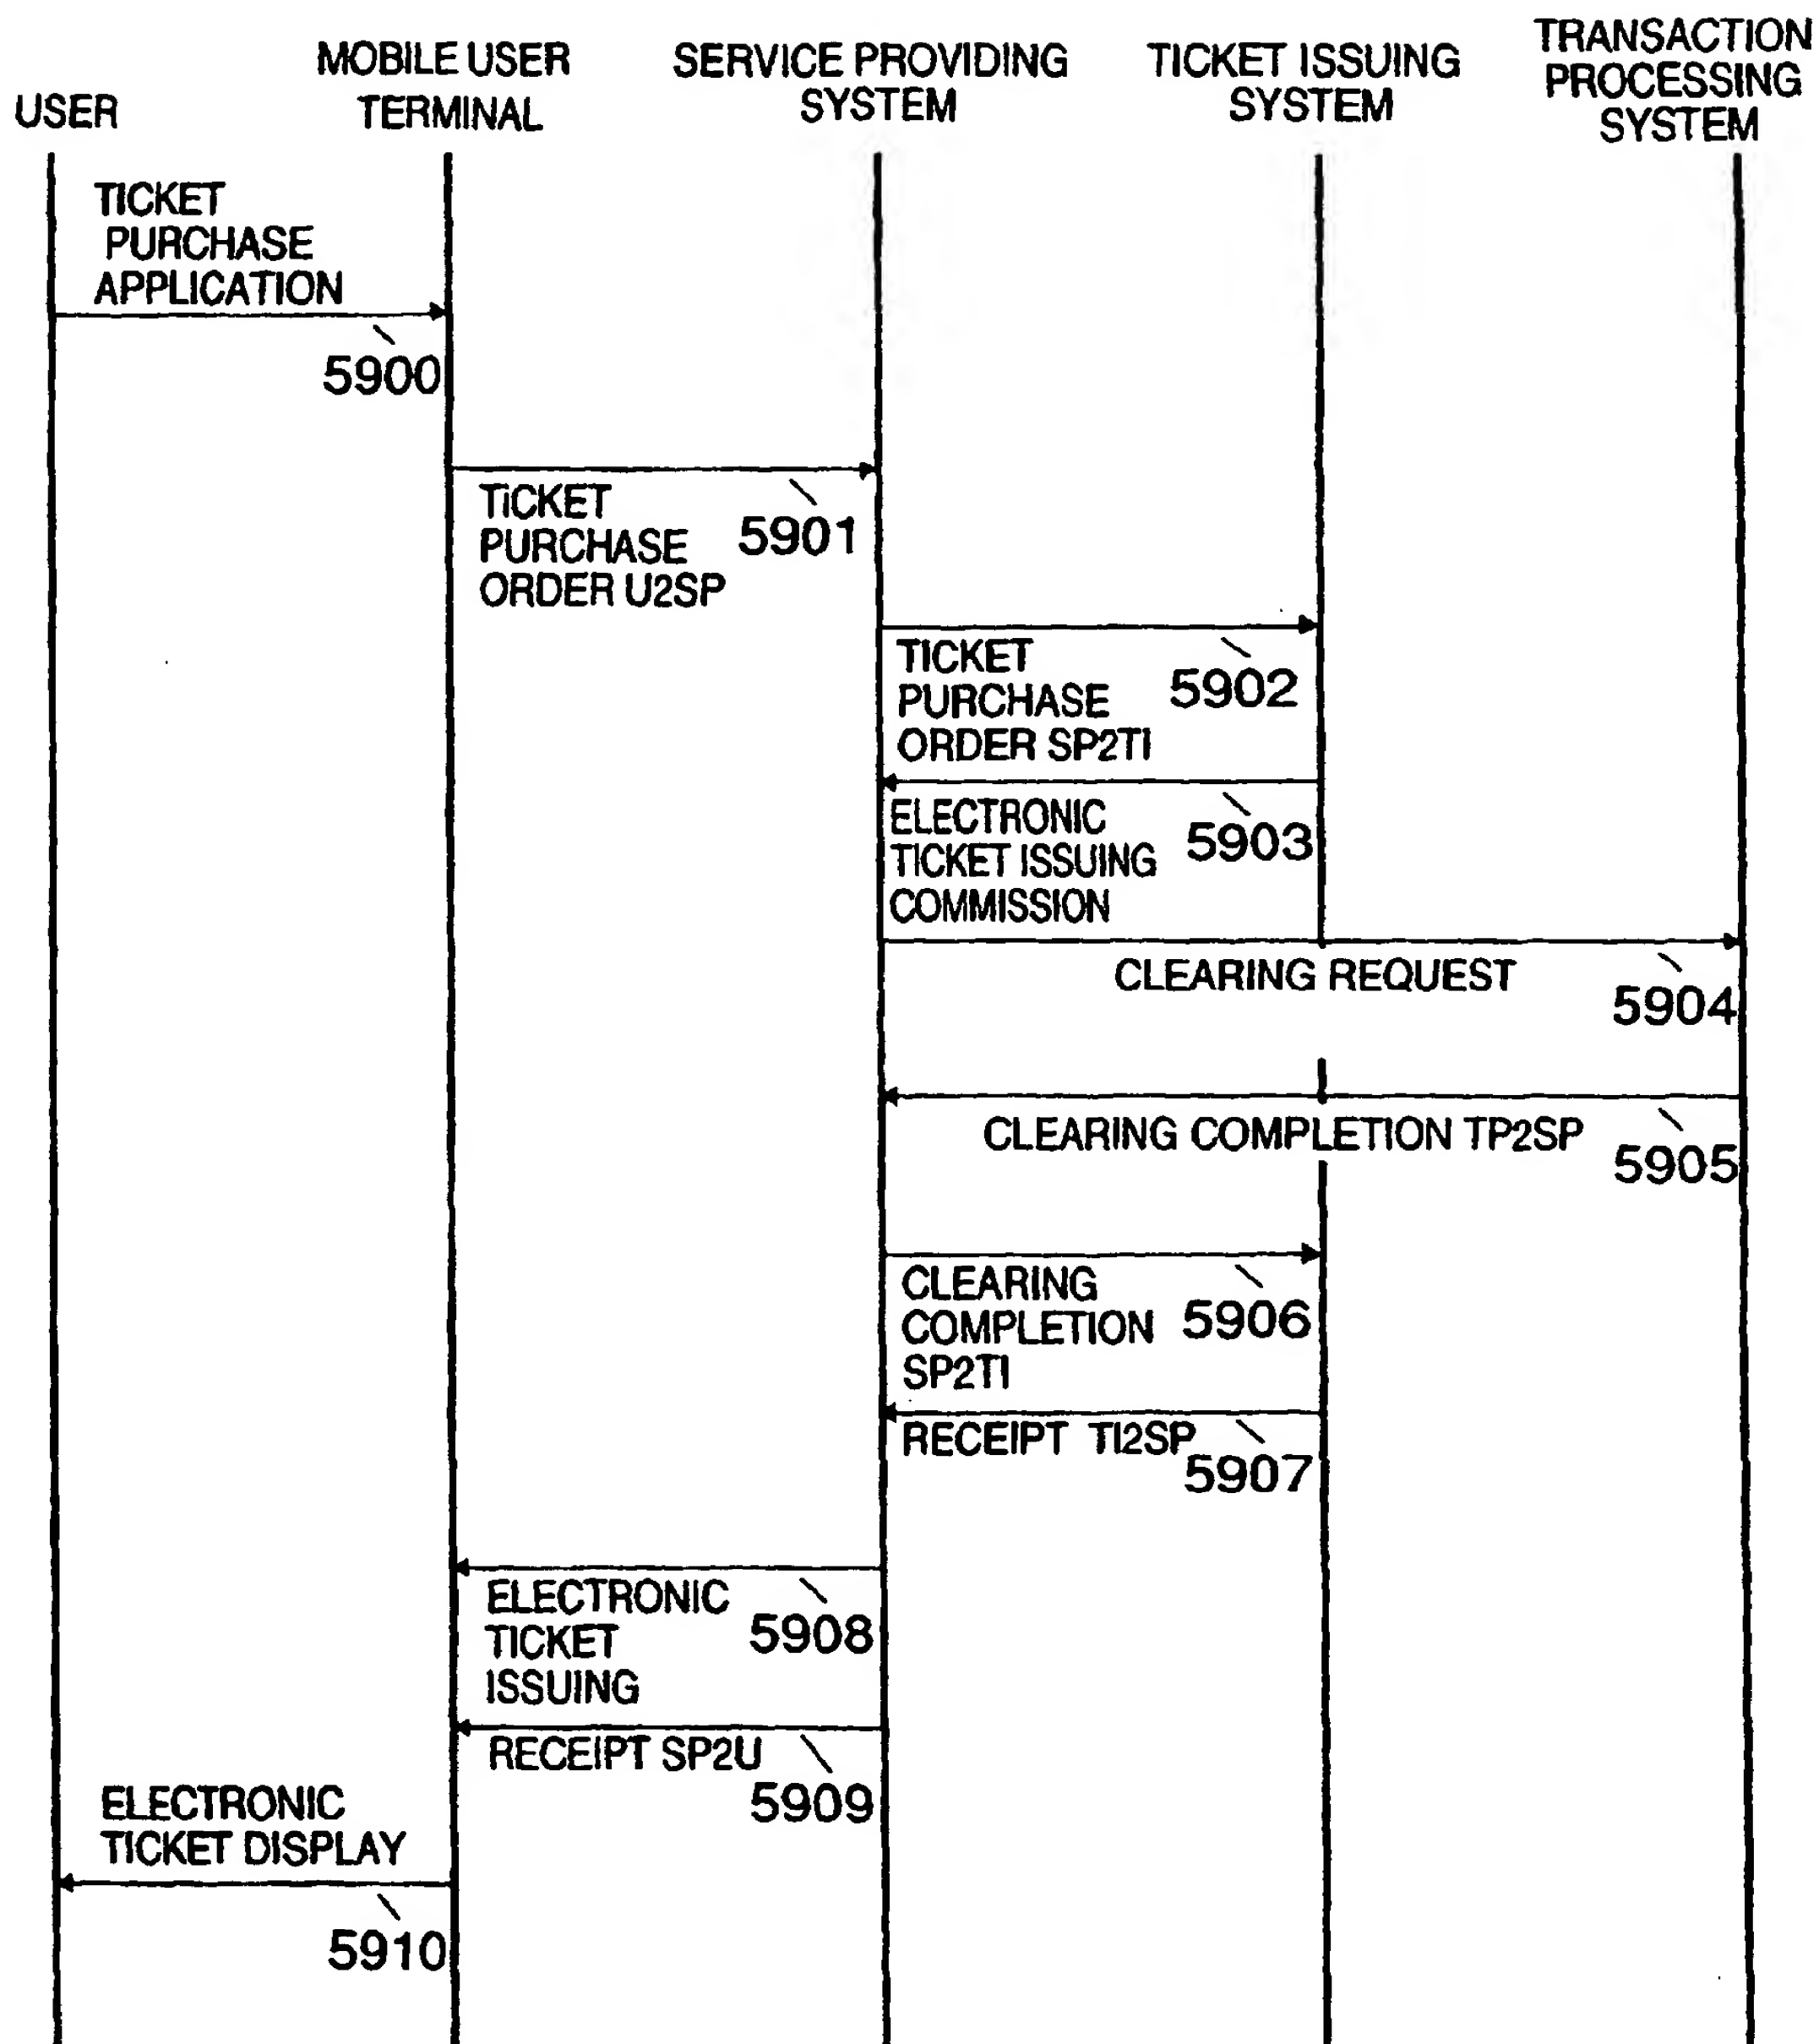 USER
MOBILE USER
TERMINAL
SERVICE PROVIDING
SYSTEM
TICKET ISSUING
SYSTEM
TRANSACTION
PROCESSING
SYSTEM
TICKET
PURCHASE
APPLICATION
5900
TICKET
PURCHASE
ORDER U2SP
5901
TICKET
PURCHASE
ORDER SP2TI
5902
ELECTRONIC
TICKET ISSUING
COMMISSION
5903
CLEARING REQUEST
5904
CLEARING COMPLETION TP2SP
5905
CLEARING
COMPLETION
SP2TI
5906
RECEIPT TI2SP
5907
ELECTRONIC
TICKET
ISSUING
5908
RECEIPT SP2U
5909
ELECTRONIC
TICKET DISPLAY
5910